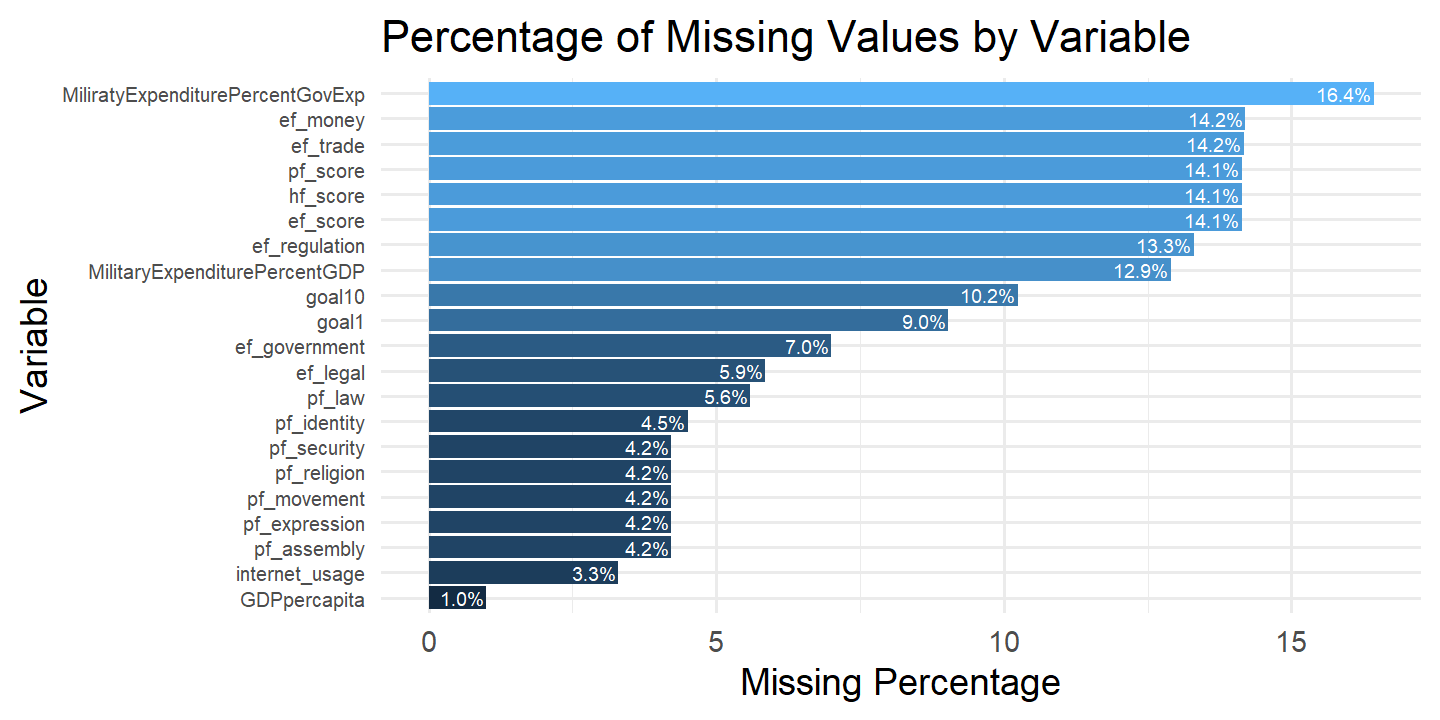 Percentage of Missing Values by Variable
Variable
MiliratyExpenditurePercentGovExp 16.4%
ef_money 14.2%
ef_trade 14.2%
pf_score 14.1%
hf_score 14.1%
ef_score 14.1%
ef_regulation 13.3%
MilitaryExpenditurePercentGDP 12.9%
goal10 10.2%
goal1 9.0%
ef_government 7.0%
ef_legal 5.9%
pf_law 5.6%
pf_identity 4.5%
pf_security 4.2%
pf_religion 4.2%
pf_movement 4.2%
pf_expression 4.2%
pf_assembly 4.2%
internet_usage 3.3%
GDPpercapita 1.0%
0 5 10 15
Missing Percentage